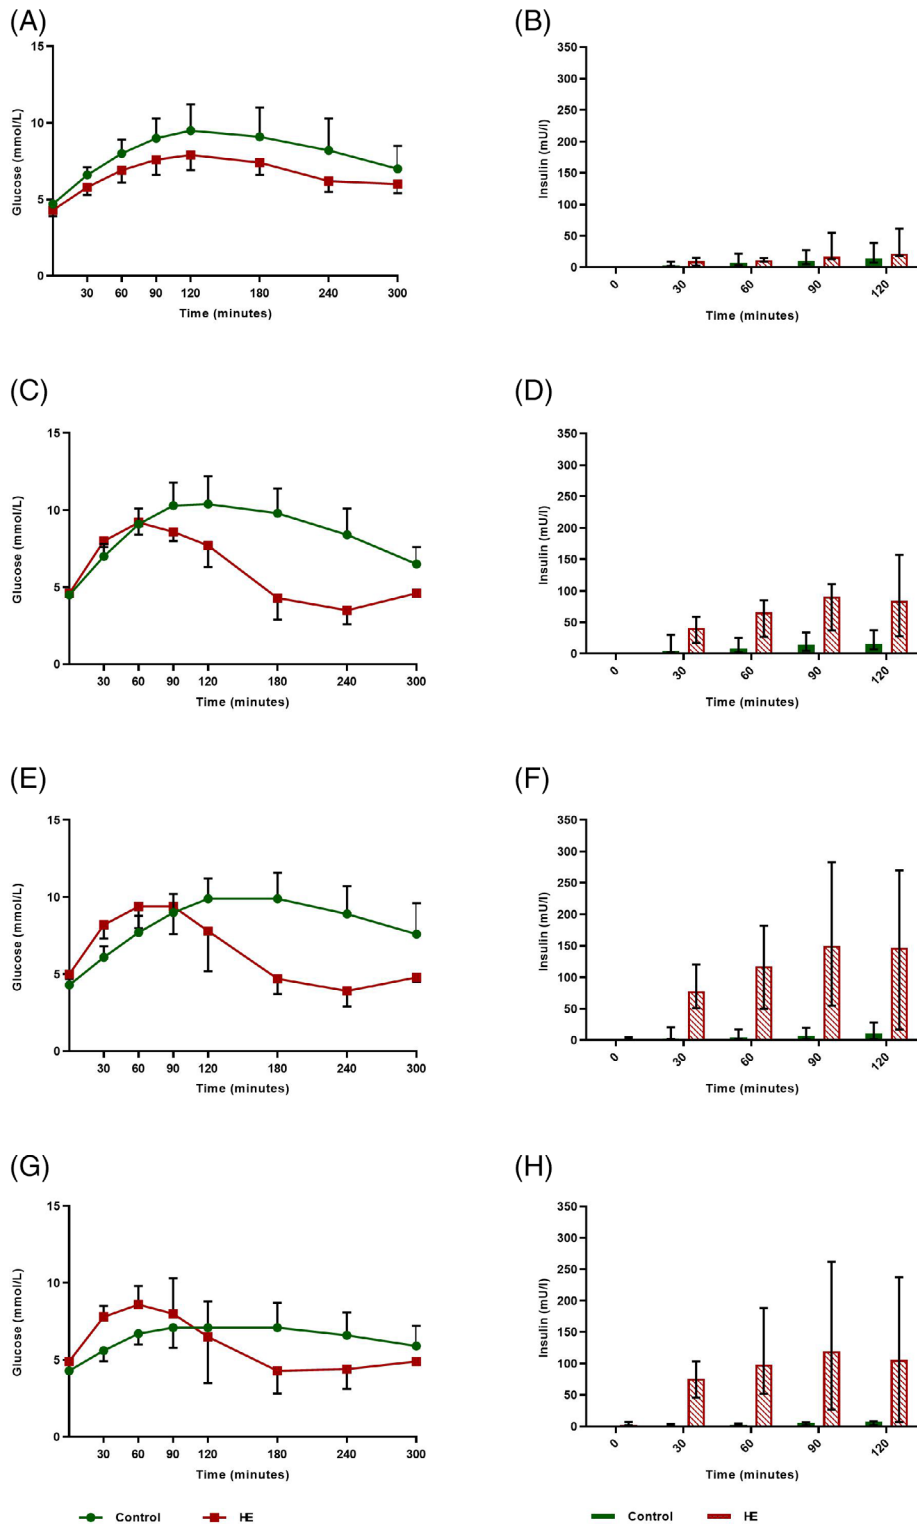 (A)
15
10
5
0
Glucose (mmol/L)
30 60 90 120 180 240 300
Time (minutes)
(B)
350
300
250
200
150
100
50
0
Insulin (mU/l)
0 30 60 90 120
Time (minutes)
(C)
15
10
5
0
Glucose (mmol/L)
30 60 90 120 180 240 300
Time (minutes)
(D)
350
300
250
200
150
100
50
0
Insulin (mU/l)
0 30 60 90 120
Time (minutes)
(E)
15
10
5
0
Glucose (mmol/L)
30 60 90 120 180 240 300
Time (minutes)
(F)
350
300
250
200
150
100
50
0
Insulin (mU/l)
0 30 60 90 120
Time (minutes)
(G)
15
10
5
0
Glucose (mmol/L)
30 60 90 120 180 240 300
Time (minutes)
(H)
350
300
250
200
150
100
50
0
Insulin (mU/l)
0 30 60 90 120
Time (minutes)
Control HE
Control HE